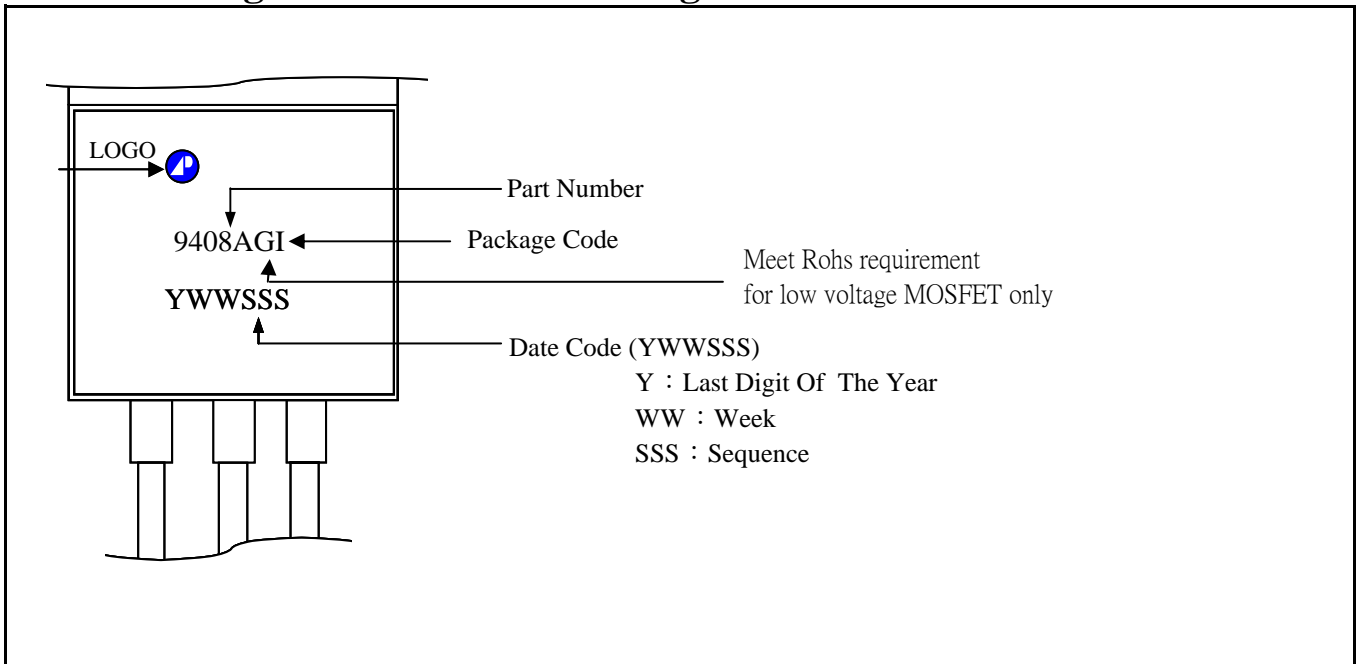 LOGO
Part Number
9408AGI
Package Code
Meet Rohs requirement
for low voltage MOSFET only
YWWSSS
Date Code (YWWSSS)
Y：Last Digit Of The Year
WW：Week
SSS：Sequence